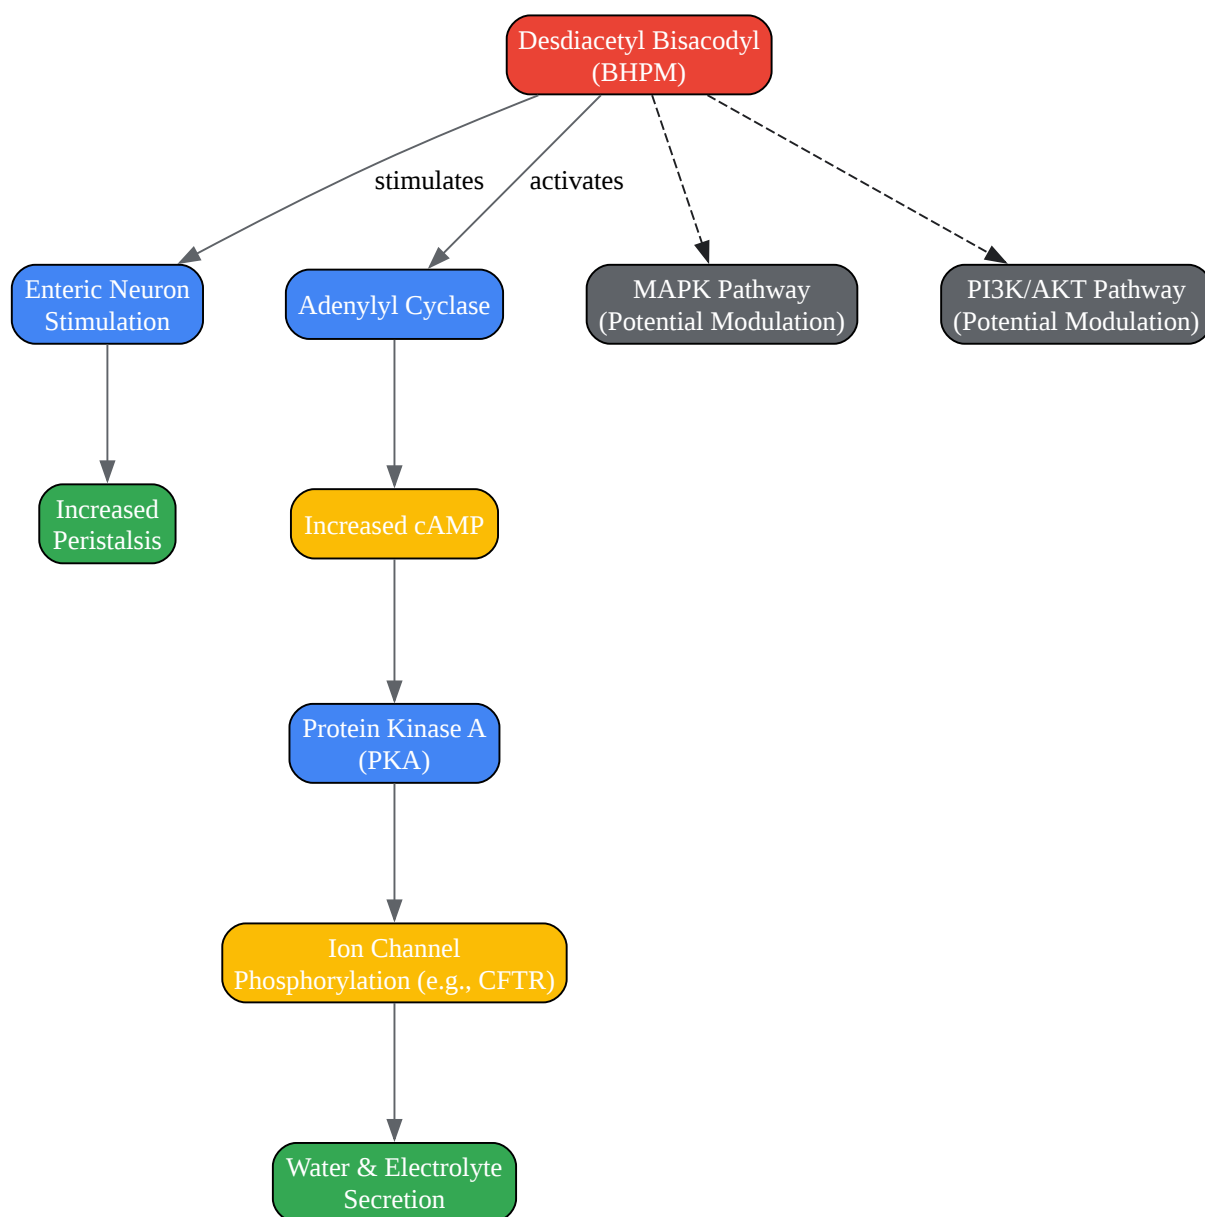 Desdiacetyl Bisacodyl
(BHPM)
stimulates
activates
Enteric Neuron
Stimulation
Adenylyl Cyclase
MAPK Pathway
(Potential Modulation)
PI3K/AKT Pathway
(Potential Modulation)
Increased
Peristalsis
Increased cAMP
Protein Kinase A
(PKA)
Ion Channel
Phosphorylation (e.g., CFTR)
Water & Electrolyte
Secretion